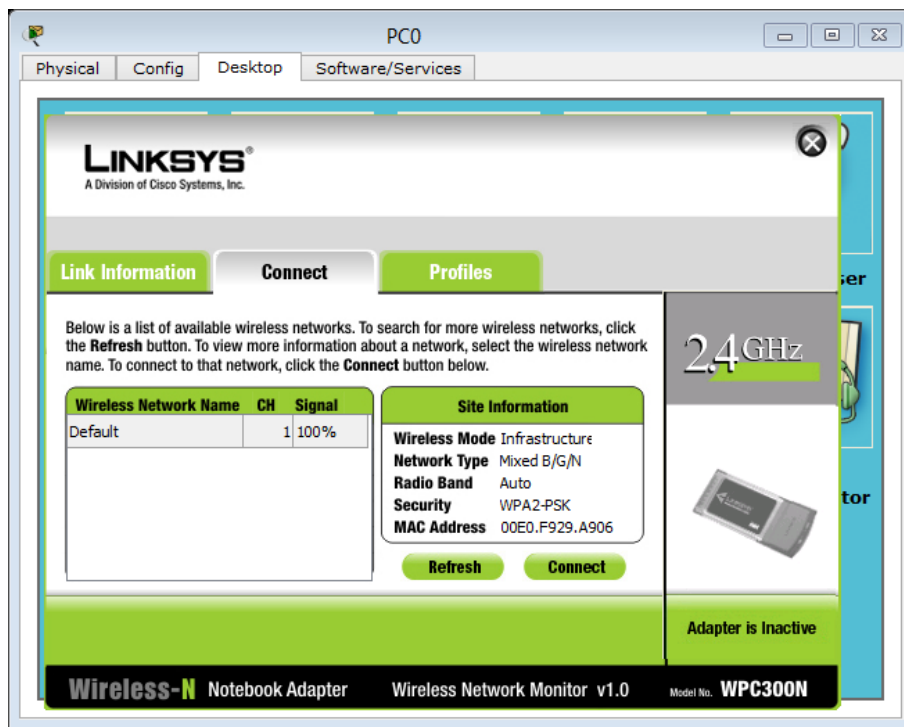 PC0
Physical Config Desktop Software/Services
LINKSYS®
A Division of Cisco Systems, Inc.
Link Information Connect Profiles
ser
Below is a list of available wireless networks. To search for more wireless networks, click
the Refresh button. To view more information about a network, select the wireless network
name. To connect to that network, click the Connect button below.
2.4 GHz
Wireless Network Name CH Signal
Default 1 100%
Site Information
Wireless Mode Infrastructure
Network Type Mixed B/G/N
Radio Band Auto
Security WPA2-PSK
MAC Address 00E0.F929.A906
tor
Refresh Connect
Adapter is Inactive
Wireless-N Notebook Adapter Wireless Network Monitor v1.0 Model No. WPC300N